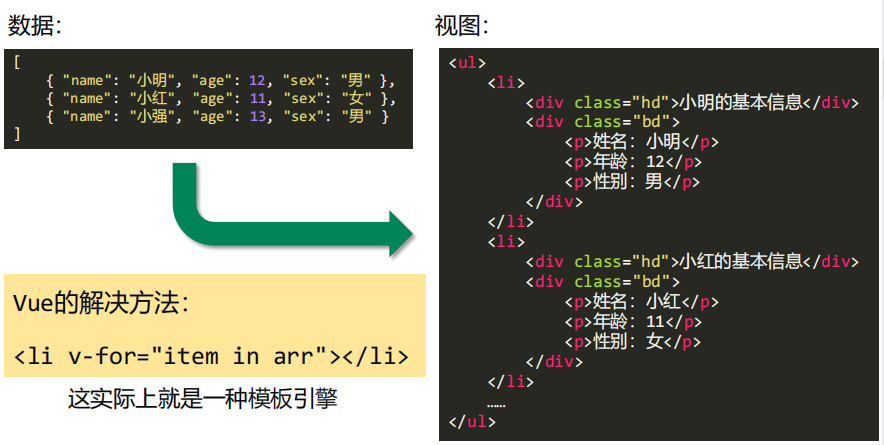 数据：
[
    { "name": "小明", "age": 12, "sex": "男" },
    { "name": "小红", "age": 11, "sex": "女" },
    { "name": "小强", "age": 13, "sex": "男" }
]
Vue的解决方法：
<li v-for="item in arr"></li>
这实际上就是一种模板引擎
视图：
<ul>
    <li>
        <div class="hd">小明的基本信息</div>
        <div class="bd">
            <p>姓名：小明</p>
            <p>年龄：12</p>
            <p>性别：男</p>
        </div>
    </li>
    <li>
        <div class="hd">小红的基本信息</div>
        <div class="bd">
            <p>姓名：小红</p>
            <p>年龄：11</p>
            <p>性别：女</p>
        </div>
    </li>
    ……
</ul>